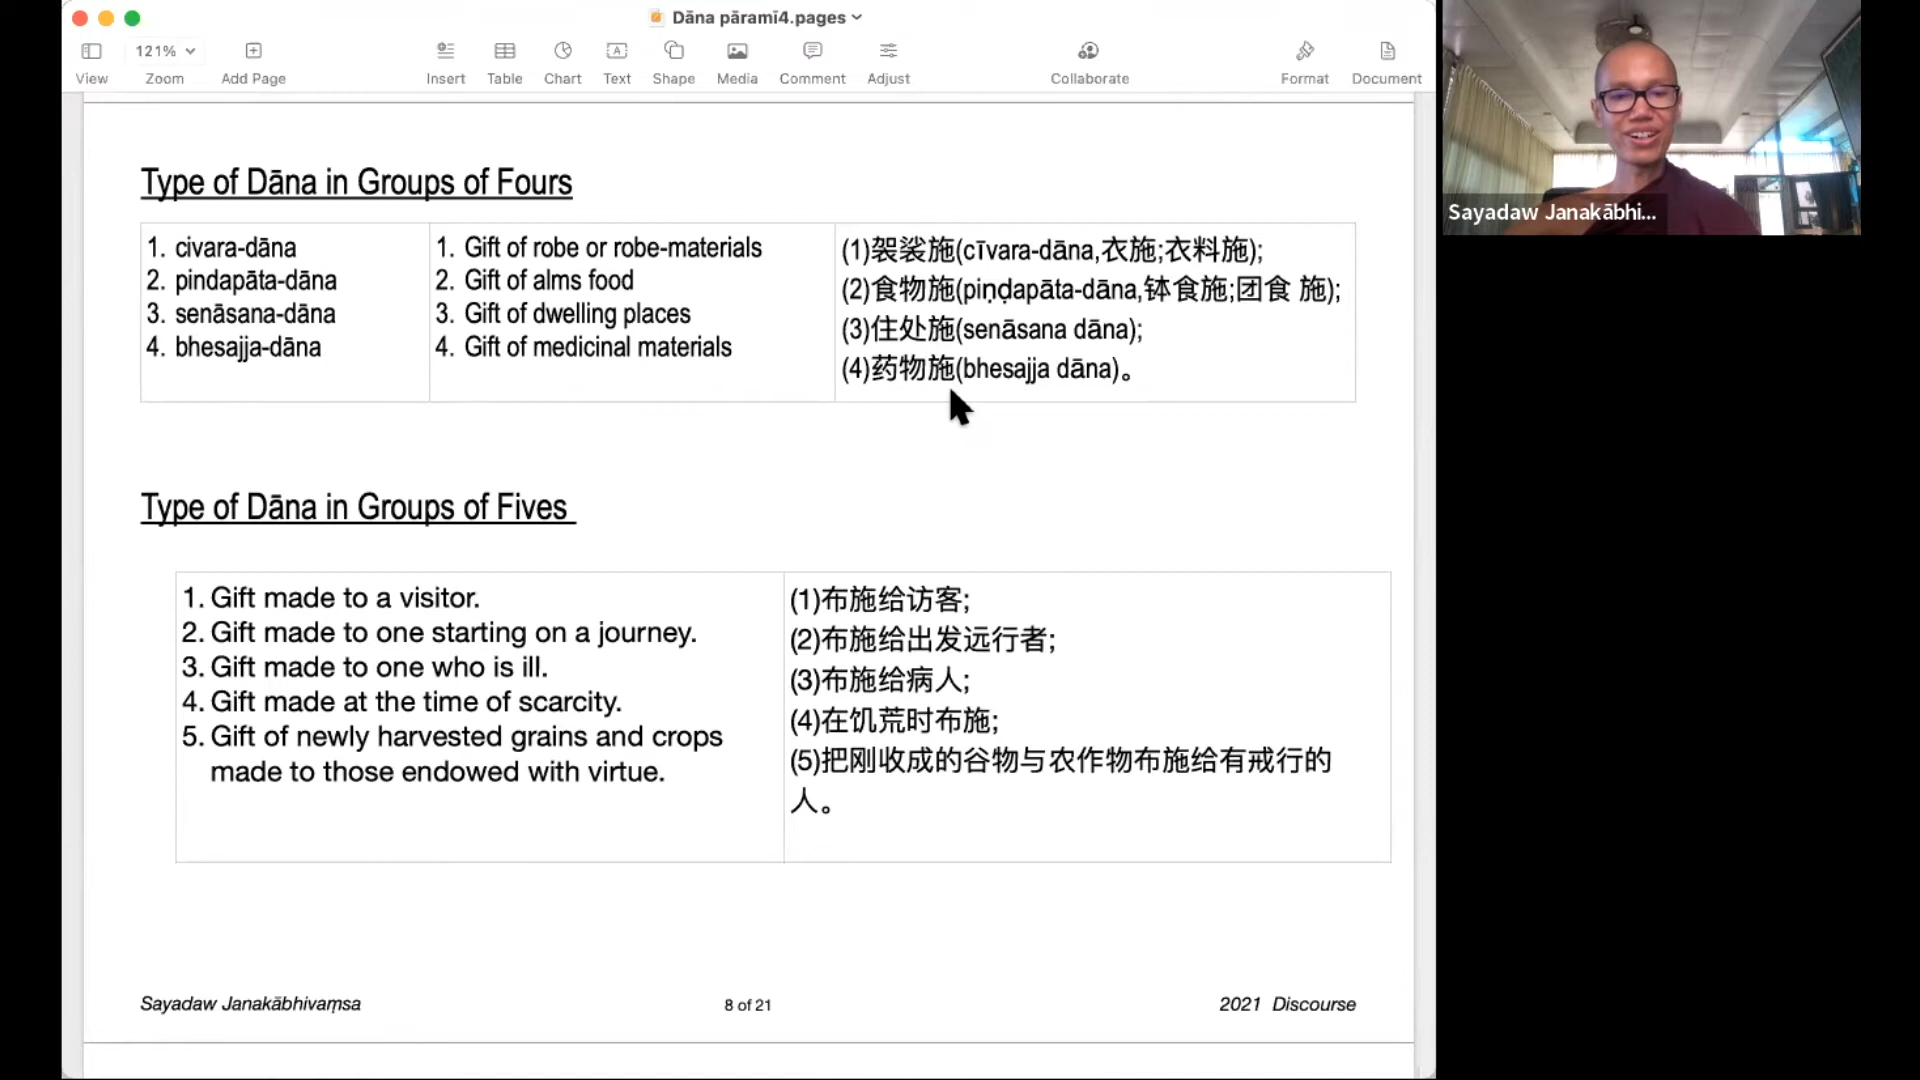 Dāna pāramī4.pages
121%
View
Zoom
Add Page
Insert
Table
Chart
Text
Shape
Media
Comment
Adjust
Collaborate
Format
Document
Sayadaw Janakābhi...
Type of Dāna in Groups of Fours
1. civara-dāna
2. pindapāta-dāna
3. senāsana-dāna
4. bhesajja-dāna
1. Gift of robe or robe-materials
2. Gift of alms food
3. Gift of dwelling places
4. Gift of medicinal materials
(1)袈裟施(cīvara-dāna,衣施;衣料施);
(2)食物施(piṇḍapāta-dāna,钵食施;团食 施);
(3)住处施(senāsana dāna);
(4)药物施(bhesajja dāna)。
Type of Dāna in Groups of Fives
1. Gift made to a visitor.
2. Gift made to one starting on a journey.
3. Gift made to one who is ill.
4. Gift made at the time of scarcity.
5. Gift of newly harvested grains and crops
made to those endowed with virtue.
(1)布施给访客;
(2)布施给出发远行者;
(3)布施给病人;
(4)在饥荒时布施;
(5)把刚收成的谷物与农作物布施给有戒行的
人。
Sayadaw Janakābhivaṃsa
8 of 21
2021 Discourse